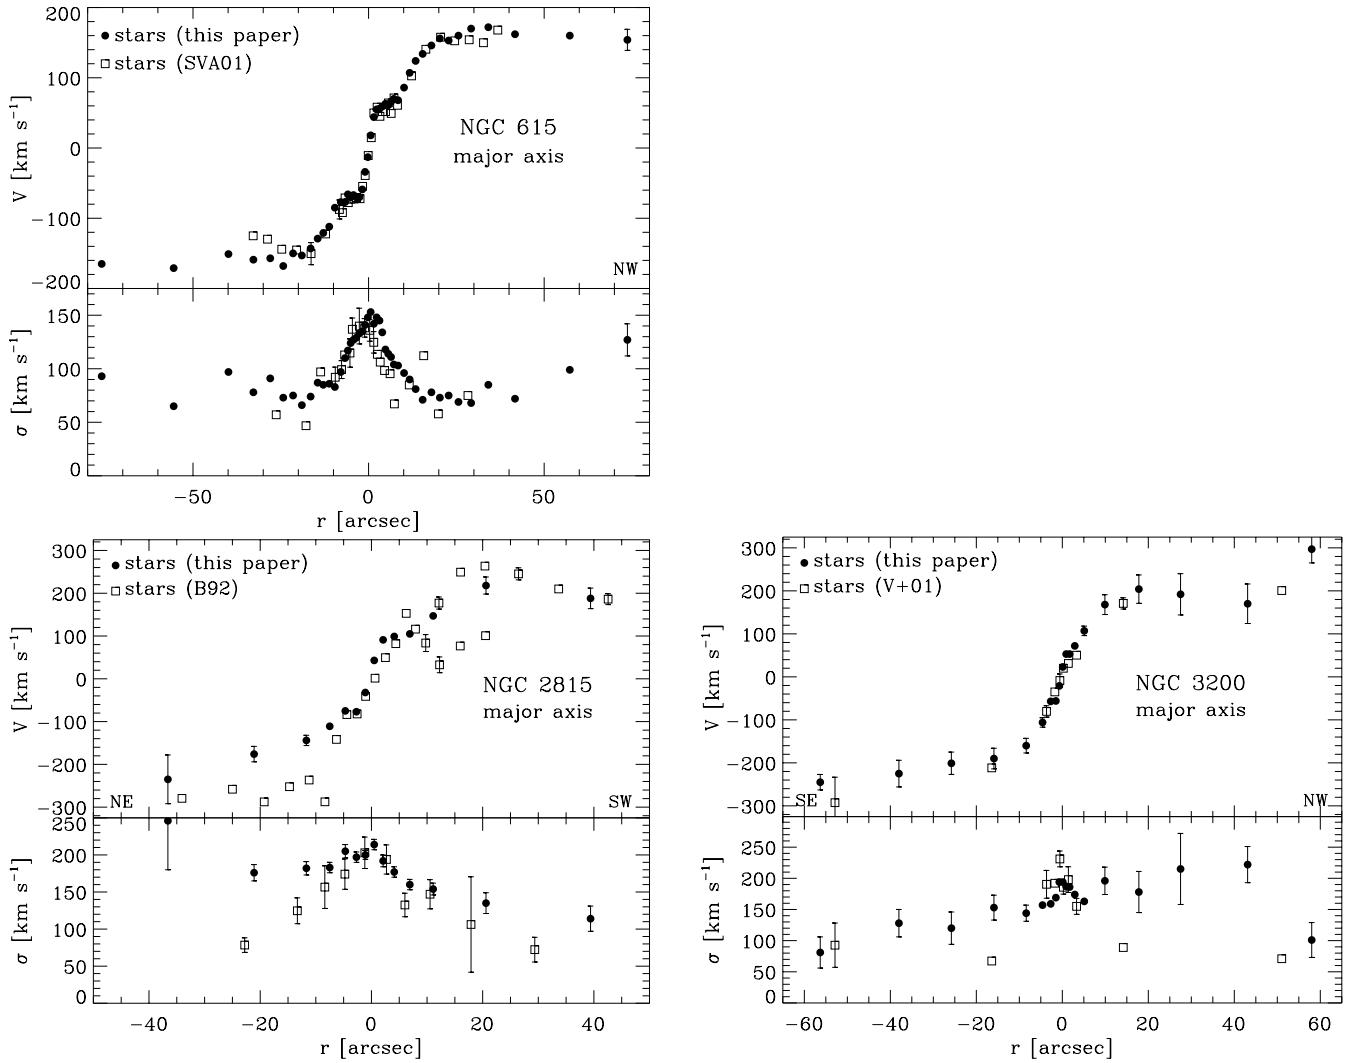 200
100
0
−100
−200
V [km s⁻¹]
stars (this paper)
stars (SVA01)
NGC 615
major axis
NW
150
100
50
0
σ [km s⁻¹]
−50 0 50
r [arcsec]
300
200
100
0
−100
−200
−300
V [km s⁻¹]
stars (this paper)
stars (B92)
NGC 2815
major axis
NE SW
250
200
150
100
50
0
σ [km s⁻¹]
−40 −20 0 20 40
r [arcsec]
300
200
100
0
−100
−200
−300
V [km s⁻¹]
stars (this paper)
stars (V+01)
NGC 3200
major axis
SE NW
250
200
150
100
50
0
σ [km s⁻¹]
−60 −40 −20 0 20 40 60
r [arcsec]